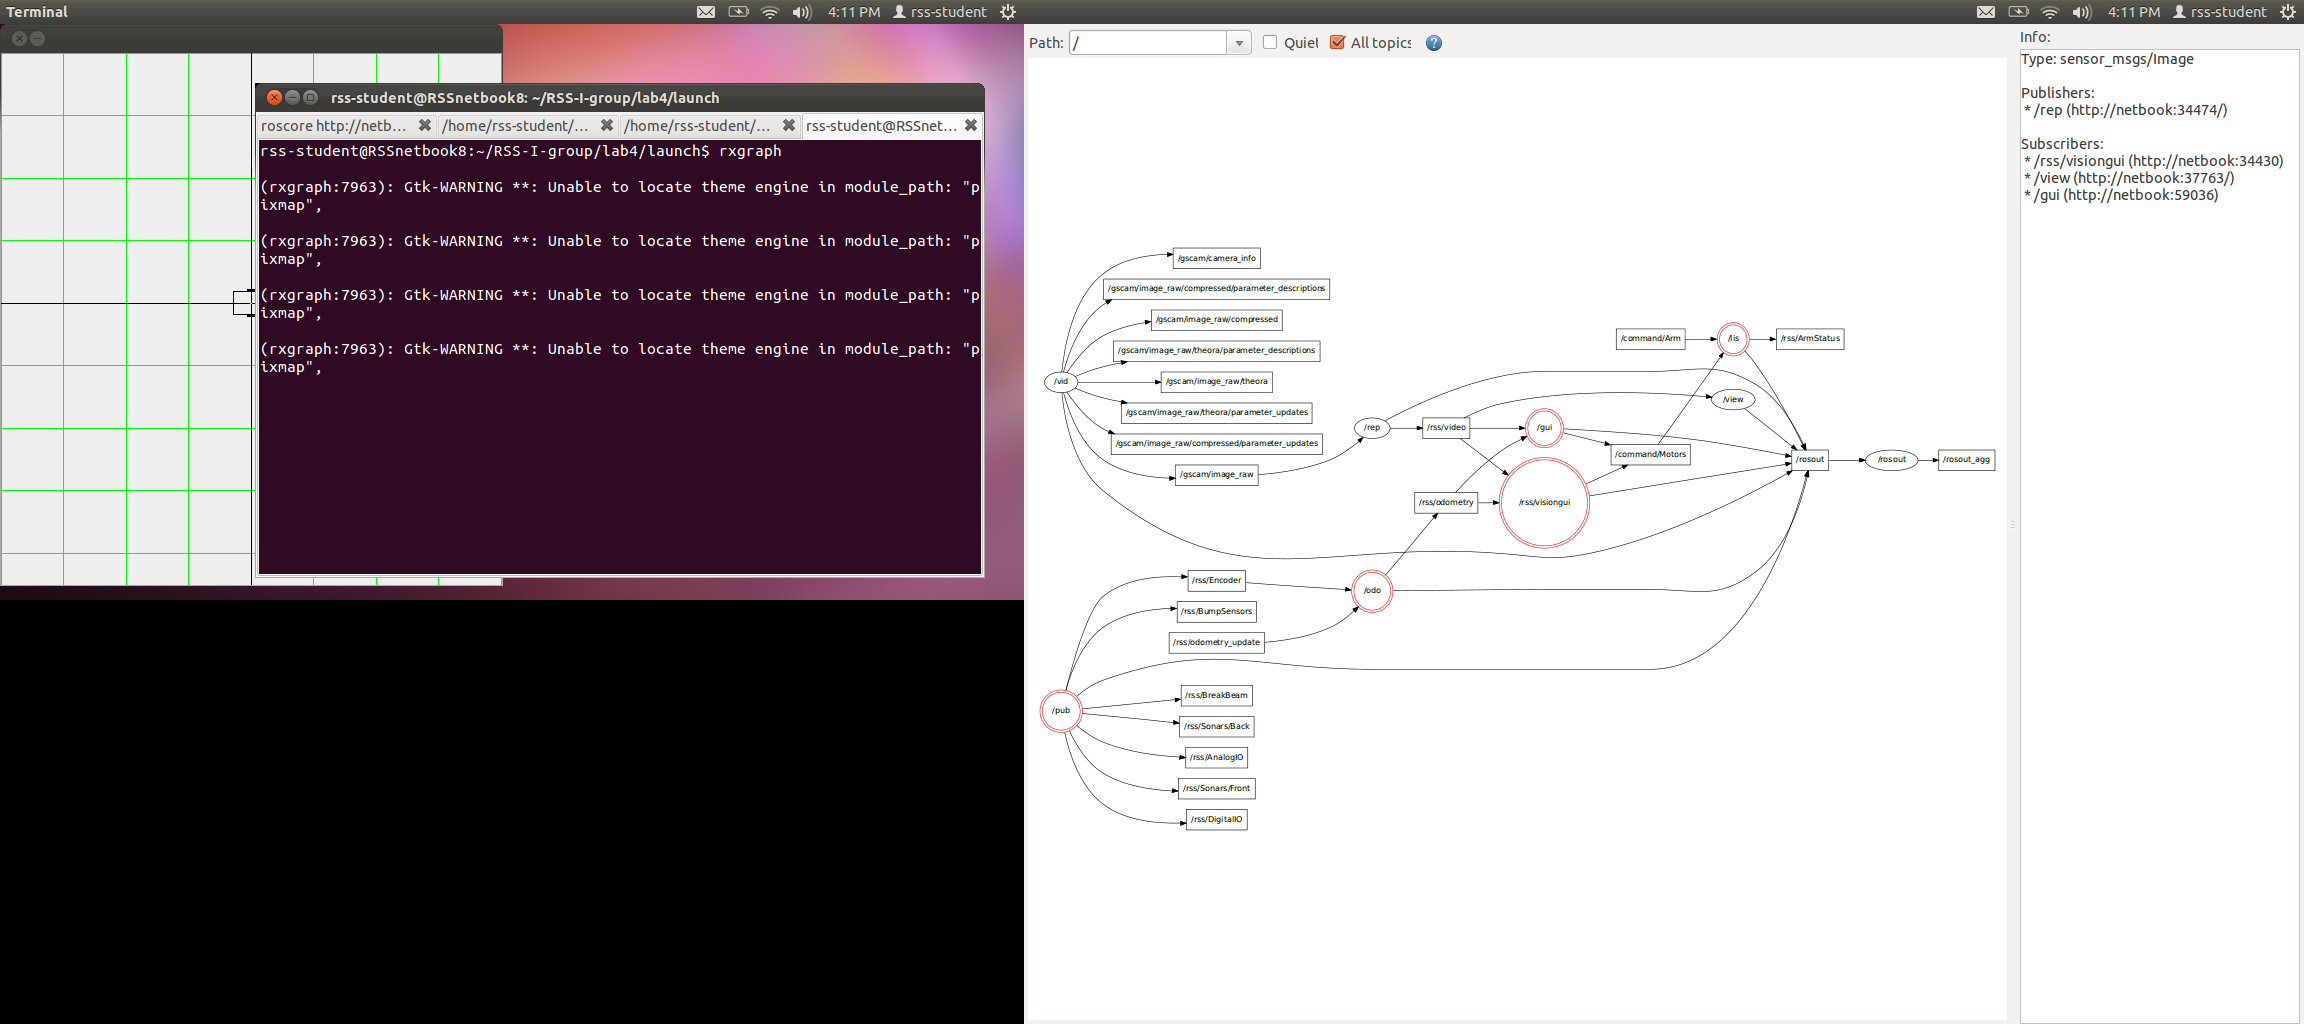 Terminal
4:11 PM
rss-student
4:11 PM
rss-student
rss-student@RSSnetbook8: ~/RSS-I-group/lab4/launch
roscore http://netb...
/home/rss-student/...
/home/rss-student/...
rss-student@RSSnet...
rss-student@RSSnetbook8:~/RSS-I-group/lab4/launch$ rxgraph
(rxgraph:7963): Gtk-WARNING **: Unable to locate theme engine in module_path: "p
ixmap",
(rxgraph:7963): Gtk-WARNING **: Unable to locate theme engine in module_path: "p
ixmap",
(rxgraph:7963): Gtk-WARNING **: Unable to locate theme engine in module_path: "p
ixmap",
(rxgraph:7963): Gtk-WARNING **: Unable to locate theme engine in module_path: "p
ixmap",
Path: /
Quiet
All topics
/gscam/camera_info
/gscam/image_raw/compressed/parameter_descriptions
/gscam/image_raw/compressed
/gscam/image_raw/theora/parameter_descriptions
/vid
/gscam/image_raw/theora
/gscam/image_raw/theora/parameter_updates
/gscam/image_raw/compressed/parameter_updates
/gscam/image_raw
/rep
/rss/video
/gui
/command/Arm
/lis
/rss/ArmStatus
/view
/command/Motors
/rosout
/rosout
/rosout_agg
/rss/odometry
/rss/visiongui
/rss/Encoder
/odo
/rss/BumpSensors
/rss/odometry_update
/pub
/rss/BreakBeam
/rss/Sonars/Back
/rss/AnalogIO
/rss/Sonars/Front
/rss/DigitalIO
Info:
Type: sensor_msgs/Image
Publishers:
* /rep (http://netbook:34474/)
Subscribers:
* /rss/visiongui (http://netbook:34430)
* /view (http://netbook:37763/)
* /gui (http://netbook:59036)